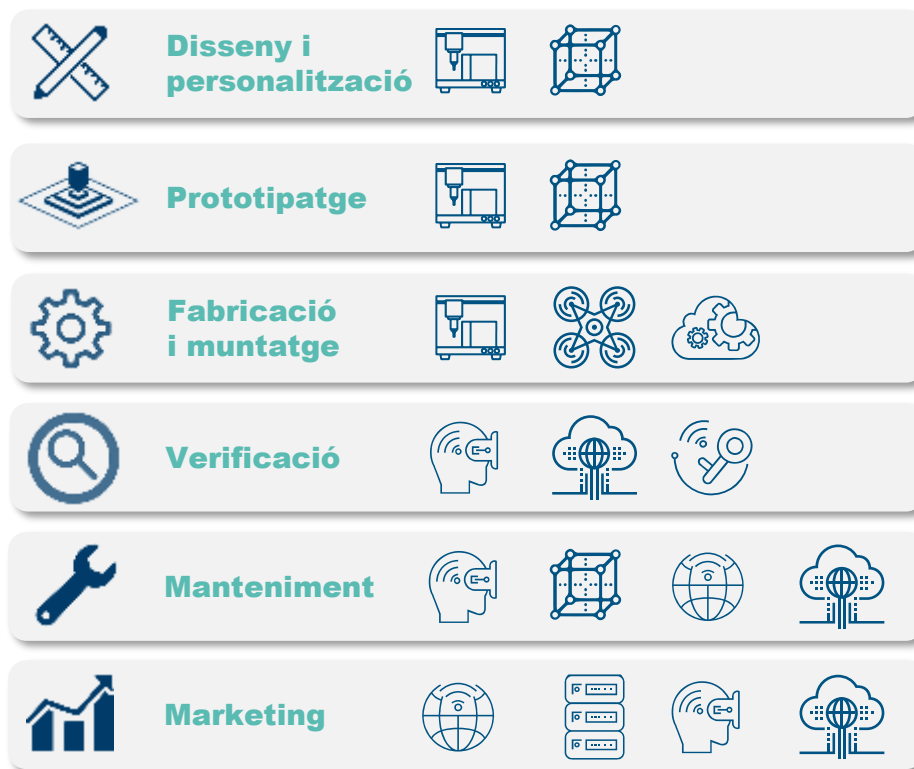 Disseny i
personalització
Prototipatge
Fabricació
i muntatge
Verificació
Manteniment
Marketing